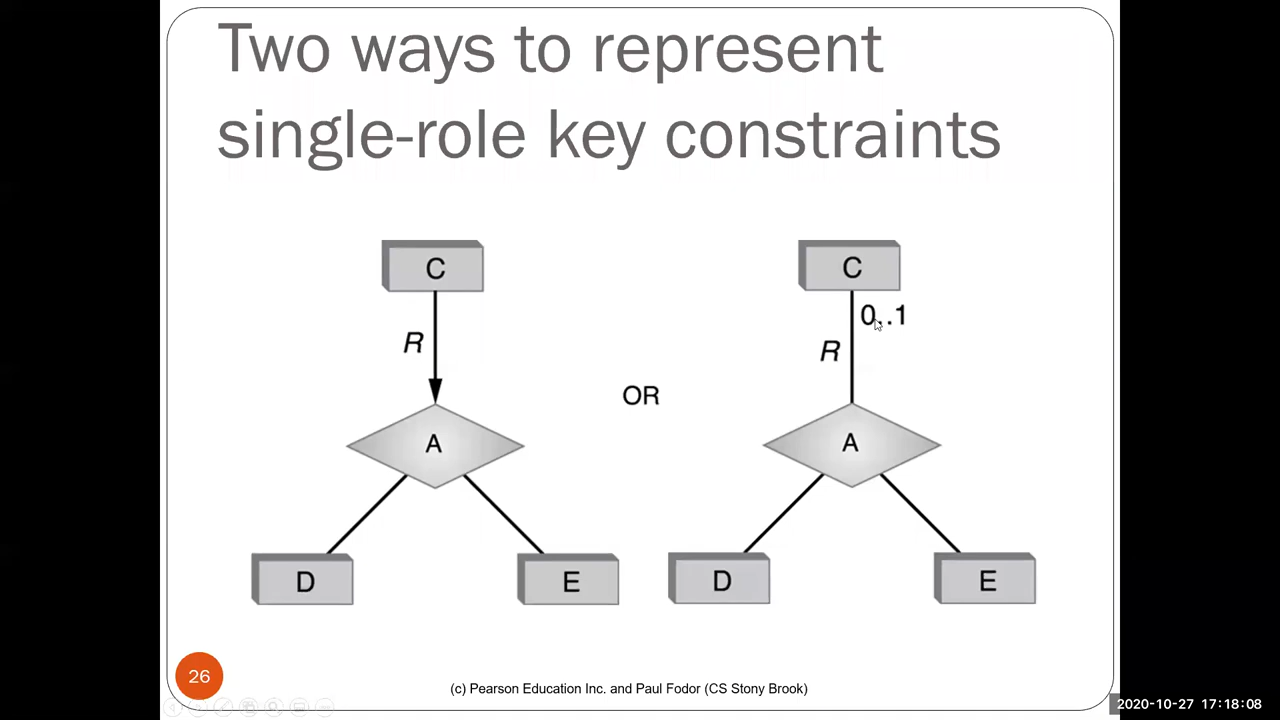 Two ways to represent
single-role key constraints
C
R
A
D
E
OR
C
0..1
R
A
D
E
26
(c) Pearson Education Inc. and Paul Fodor (CS Stony Brook)
2020-10-27 17:18:08